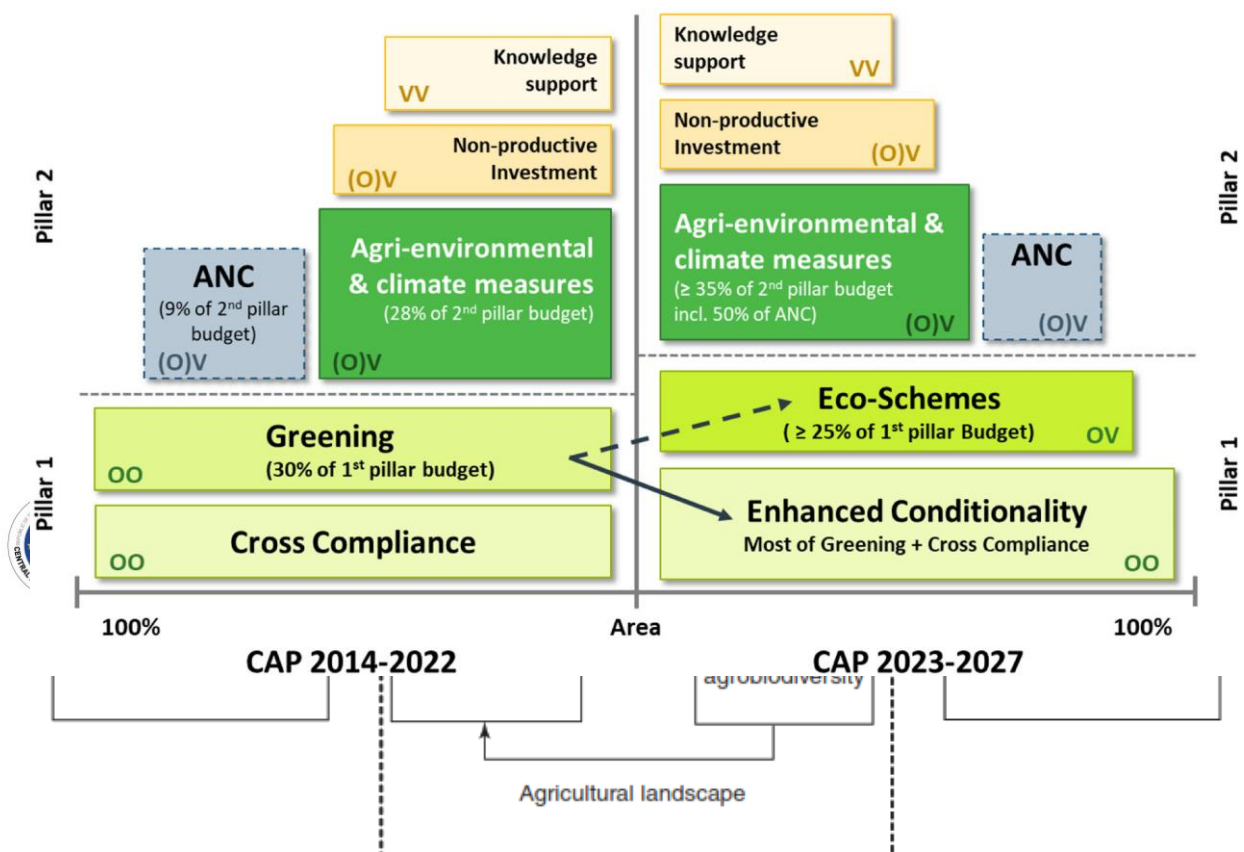 Knowledge
support
VV
Non-productive
Investment
(O)V
Agri-environmental
& climate measures
(28% of 2nd pillar budget)
(O)V
ANC
(9% of 2nd pillar
budget)
(O)V
Pillar 2
Greening
(30% of 1st pillar budget)
OO
Cross Compliance
OO
Pillar 1
CENTRAL
Knowledge
support
VV
Non-productive
Investment
(O)V
Agri-environmental &
climate measures
(≥ 35% of 2nd pillar budget
incl. 50% of ANC)
(O)V
ANC
(O)V
Pillar 2
Eco-Schemes
( ≥ 25% of 1st pillar Budget)
OV
Enhanced Conditionality
Most of Greening + Cross Compliance
OO
Pillar 1
100%
Area
100%
CAP 2014-2022
CAP 2023-2027
agrobiodiversity
Agricultural landscape